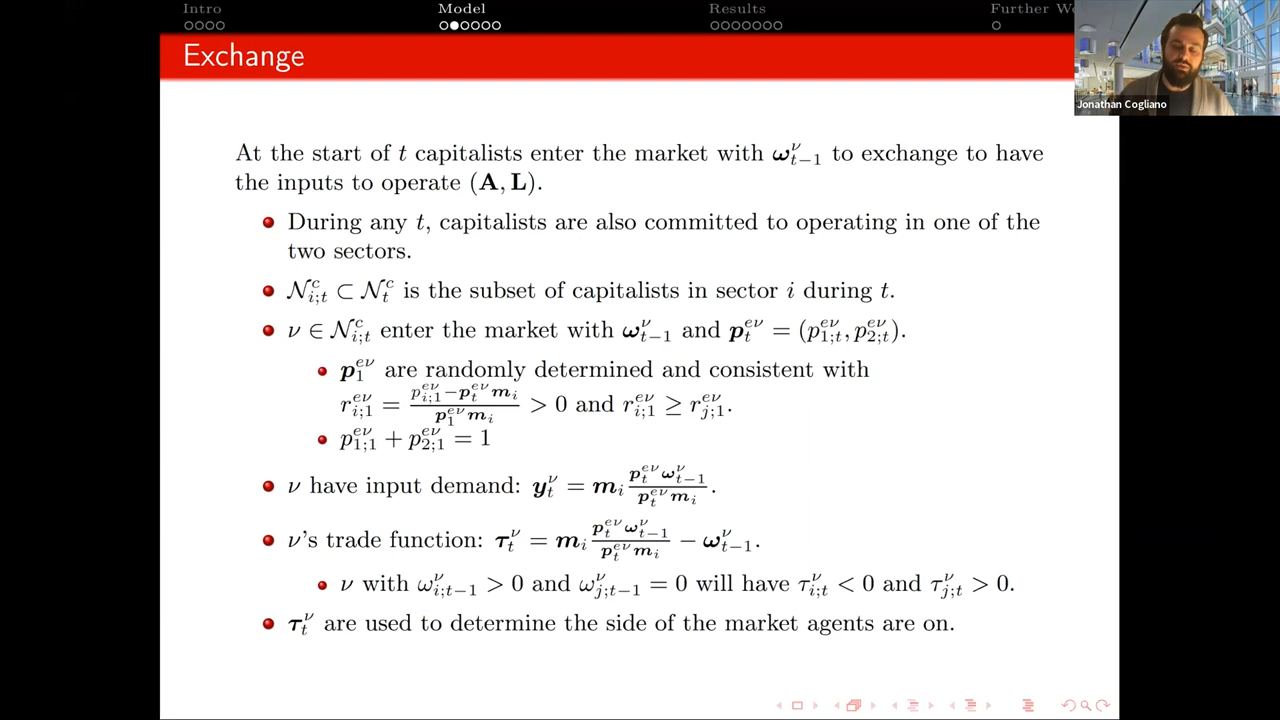 Intro Model Results Further Wo
Exchange
Jonathan Cogliano
At the start of t capitalists enter the market with ω^ν_{t−1} to exchange to have
the inputs to operate (A, L).
During any t, capitalists are also committed to operating in one of the
two sectors.
𝒩^c_{i;t} ⊂ 𝒩^c_t is the subset of capitalists in sector i during t.
ν ∈ 𝒩^c_{i;t} enter the market with ω^ν_{t−1} and p^{eν}_t = (p^{eν}_{1;t}, p^{eν}_{2;t}).
p^{eν}_1 are randomly determined and consistent with
r^{eν}_{i;1} = (p^{eν}_{i;1} − p^{eν}_t m_i) / (p^{eν}_1 m_i) > 0 and r^{eν}_{i;1} ≥ r^{eν}_{j;1}.
p^{eν}_{1;1} + p^{eν}_{2;1} = 1
ν have input demand: y^ν_t = m_i (p^{eν}_t ω^ν_{t−1}) / (p^{eν}_t m_i).
ν's trade function: τ^ν_t = m_i (p^{eν}_t ω^ν_{t−1}) / (p^{eν}_t m_i) − ω^ν_{t−1}.
ν with ω^ν_{i;t−1} > 0 and ω^ν_{j;t−1} = 0 will have τ^ν_{i;t} < 0 and τ^ν_{j;t} > 0.
τ^ν_t are used to determine the side of the market agents are on.